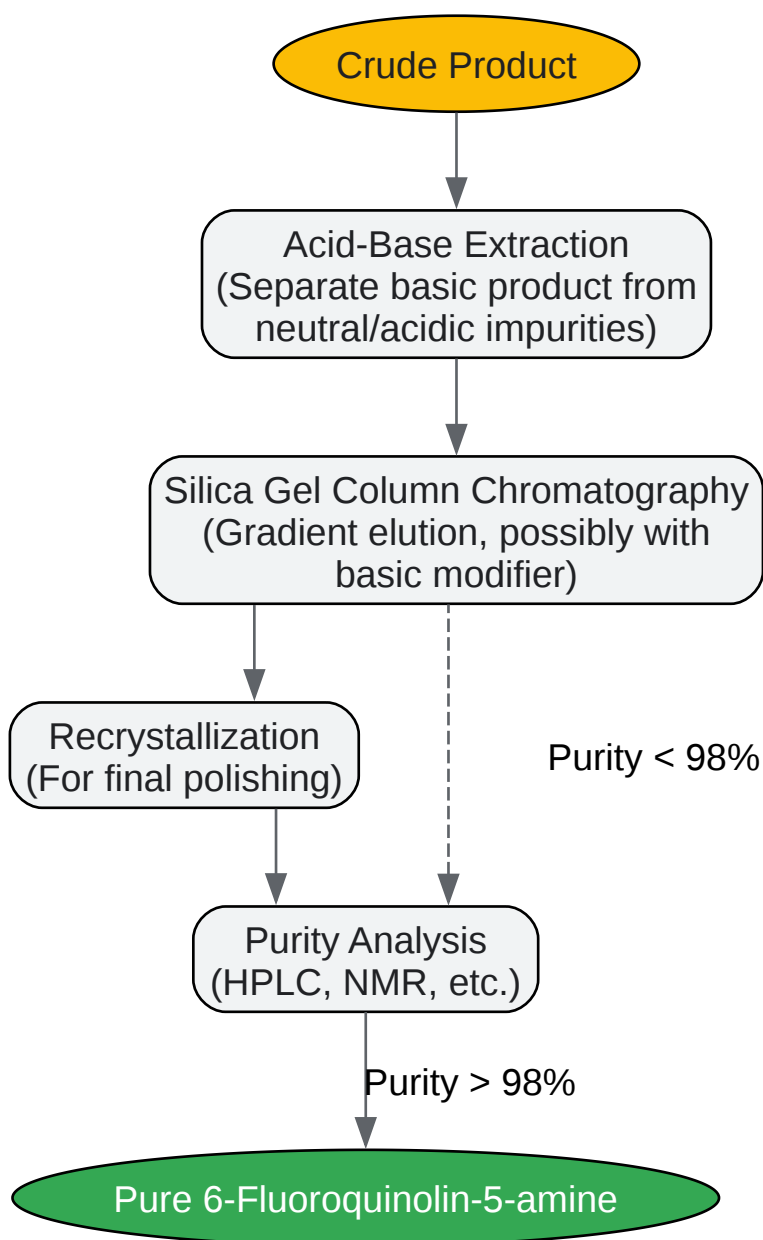 Crude Product
Acid-Base Extraction
(Separate basic product from
neutral/acidic impurities)
Silica Gel Column Chromatography
(Gradient elution, possibly with
basic modifier)
Recrystallization
(For final polishing)
Purity < 98%
Purity Analysis
(HPLC, NMR, etc.)
Purity > 98%
Pure 6-Fluoroquinolin-5-amine